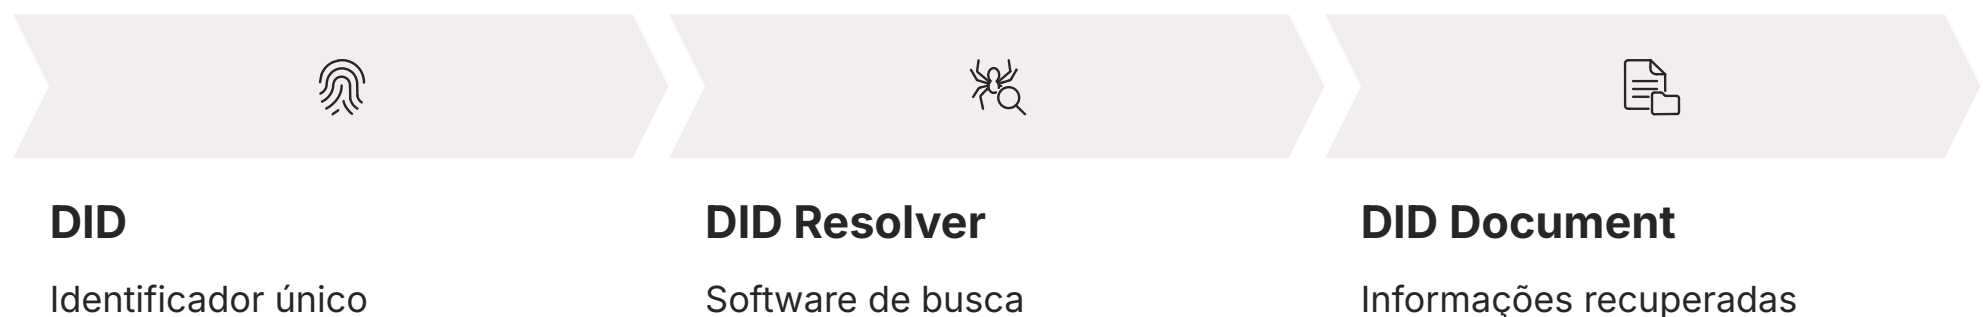 DID
Identificador único
DID Resolver
Software de busca
DID Document
Informações recuperadas